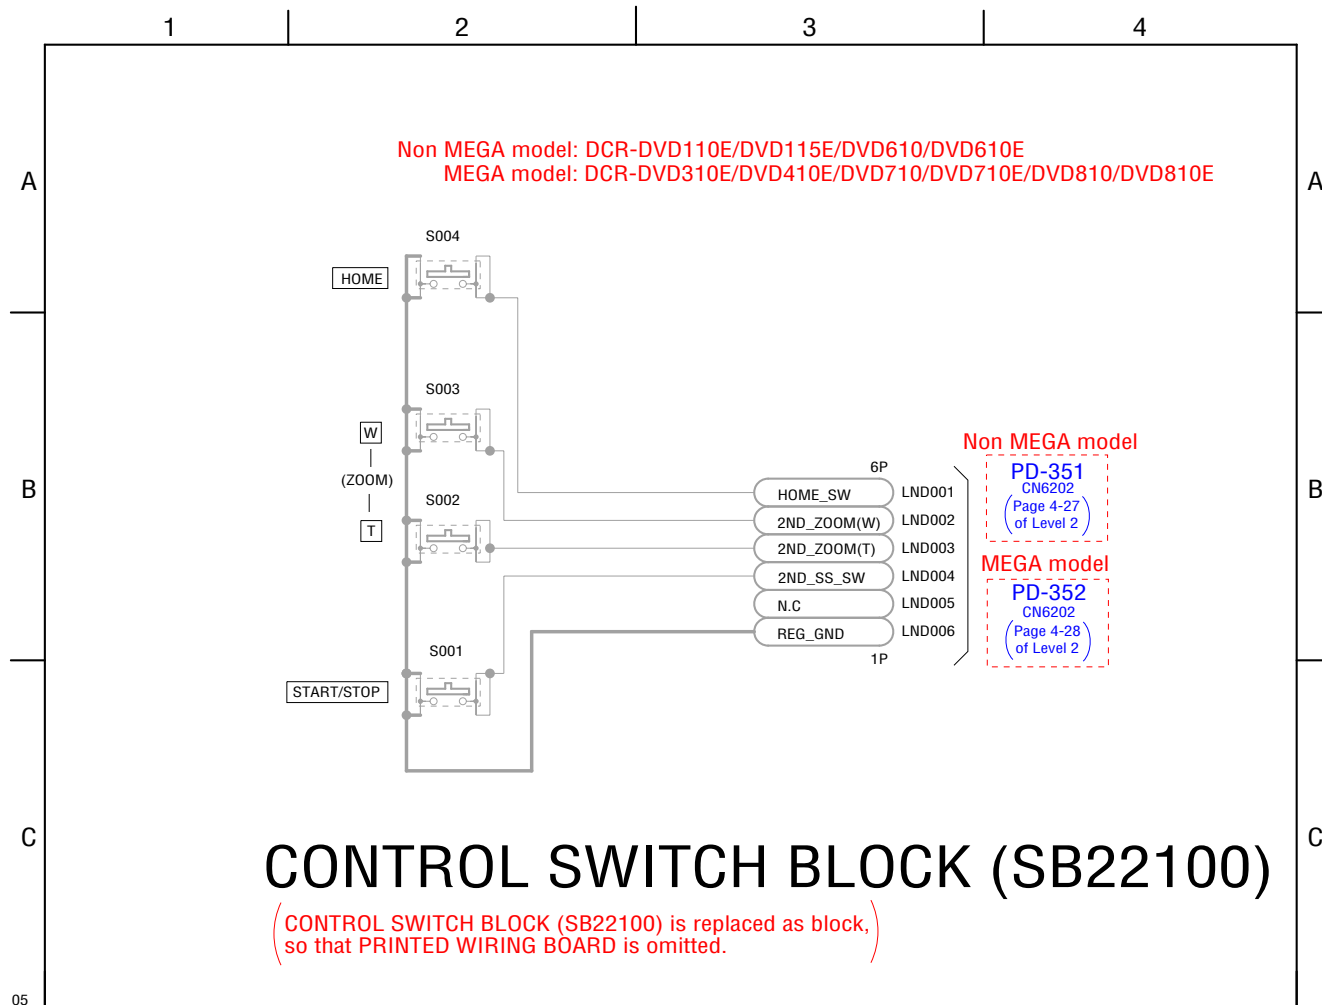 1 2 3 4
Non MEGA model: DCR-DVD110E/DVD115E/DVD610/DVD610E
MEGA model: DCR-DVD310E/DVD410E/DVD710/DVD710E/DVD810/DVD810E
A A
S004
HOME
S003
W
(ZOOM)
T
S002
B B
6P
HOME_SW LND001
2ND_ZOOM(W) LND002
2ND_ZOOM(T) LND003
2ND_SS_SW LND004
N.C LND005
REG_GND LND006
1P
Non MEGA model
PD-351
CN6202
(Page 4-27
of Level 2)
MEGA model
PD-352
CN6202
(Page 4-28
of Level 2)
S001
START/STOP
C C
CONTROL SWITCH BLOCK (SB22100)
(CONTROL SWITCH BLOCK (SB22100) is replaced as block,
so that PRINTED WIRING BOARD is omitted.)
05